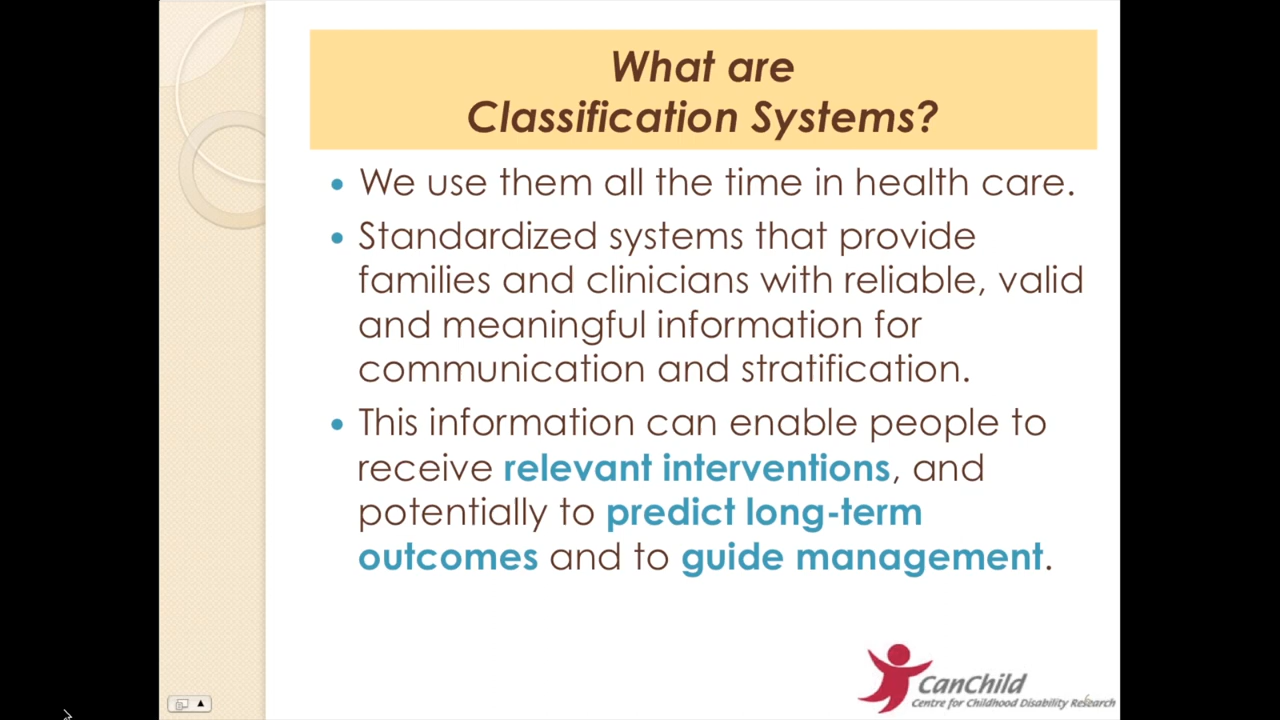 What are
Classification Systems?
• We use them all the time in health care.
• Standardized systems that provide
families and clinicians with reliable, valid
and meaningful information for
communication and stratification.
• This information can enable people to
receive relevant interventions, and
potentially to predict long-term
outcomes and to guide management.
CanChild
Centre for Childhood Disability Research